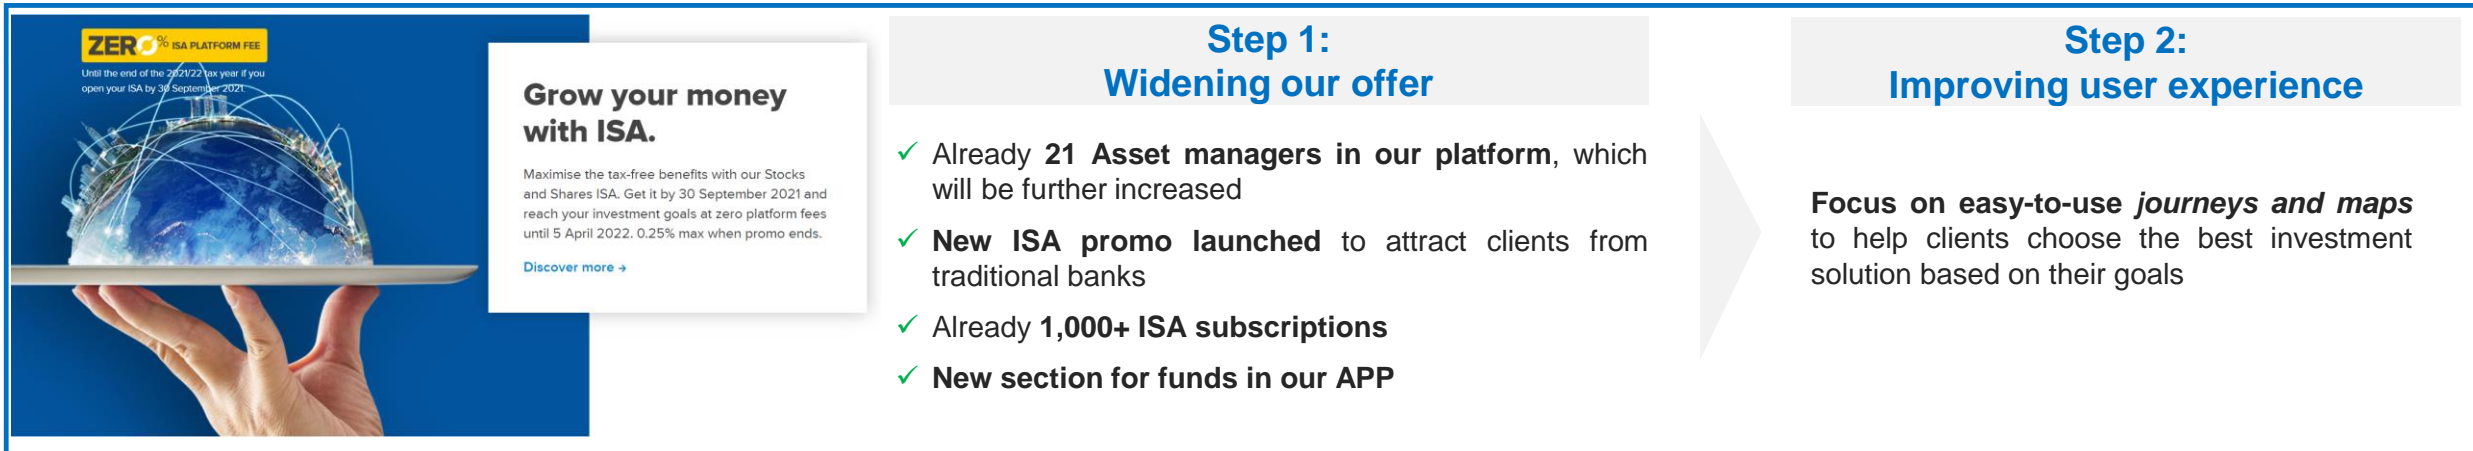 ZERO% ISA PLATFORM FEE
Until the end of the 2021/22 tax year if you
open your ISA by 30 September 2021.
Grow your money
with ISA.
Maximise the tax-free benefits with our Stocks
and Shares ISA. Get it by 30 September 2021 and
reach your investment goals at zero platform fees
until 5 April 2022. 0.25% max when promo ends.
Discover more →
Step 1:
Widening our offer
✓ Already 21 Asset managers in our platform, which
will be further increased
✓ New ISA promo launched to attract clients from
traditional banks
✓ Already 1,000+ ISA subscriptions
✓ New section for funds in our APP
Step 2:
Improving user experience
Focus on easy-to-use journeys and maps
to help clients choose the best investment
solution based on their goals